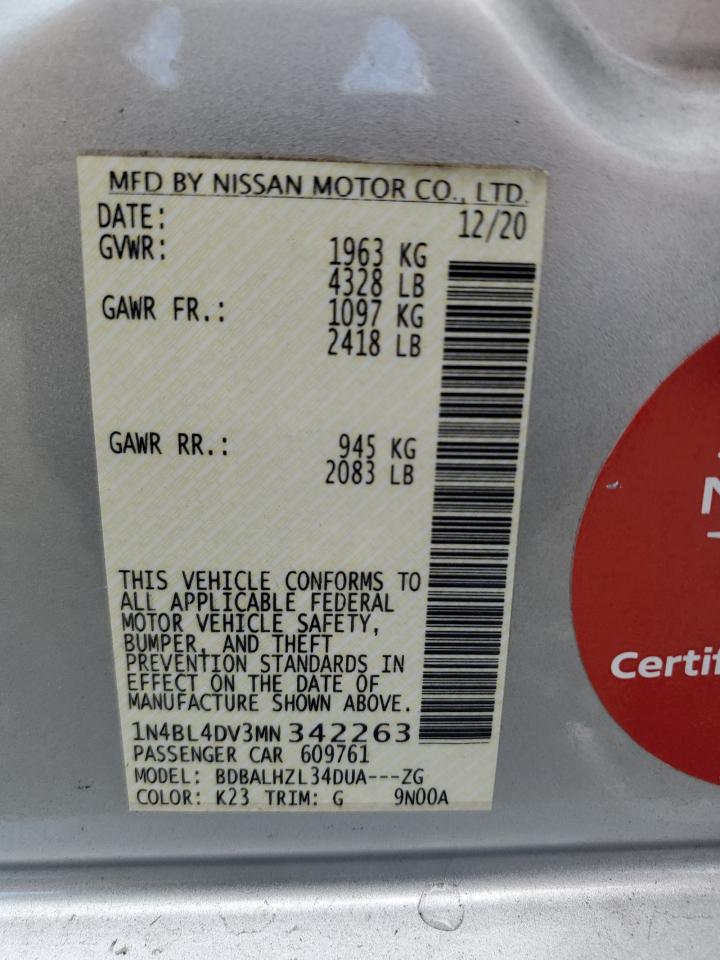 MFD BY NISSAN MOTOR CO., LTD.
DATE: 12/20
GVWR: 1963 KG
4328 LB
GAWR FR.: 1097 KG
2418 LB
GAWR RR.: 945 KG
2083 LB
THIS VEHICLE CONFORMS TO
ALL APPLICABLE FEDERAL
MOTOR VEHICLE SAFETY,
BUMPER, AND THEFT
PREVENTION STANDARDS IN
EFFECT ON THE DATE OF
MANUFACTURE SHOWN ABOVE.
1N4BL4DV3MN 342263
PASSENGER CAR 609761
MODEL: BDBALHZL34DUA---ZG
COLOR: K23 TRIM: G 9N00A
Certif